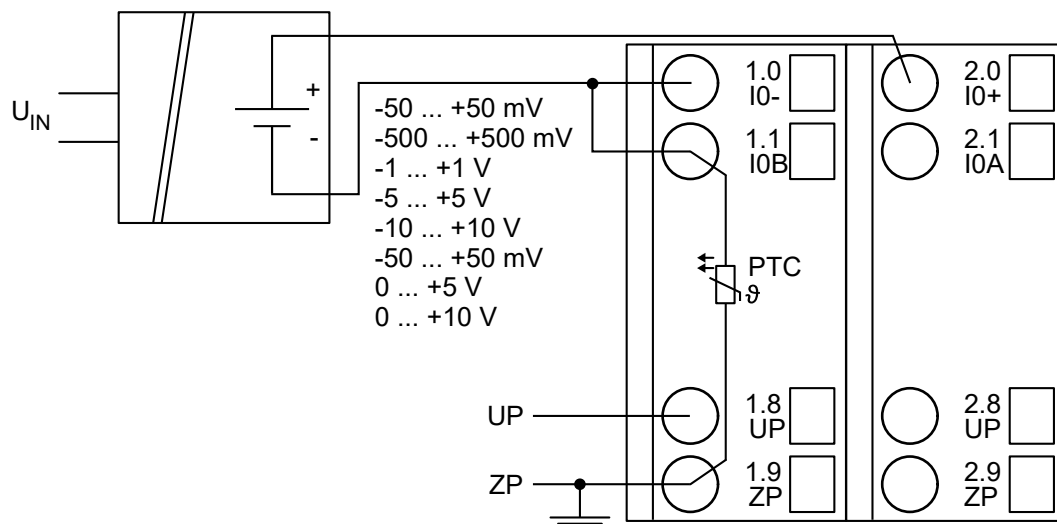 U_IN
+
-
-50 ... +50 mV
-500 ... +500 mV
-1 ... +1 V
-5 ... +5 V
-10 ... +10 V
-50 ... +50 mV
0 ... +5 V
0 ... +10 V
1.0
I0-
2.0
I0+
1.1
I0B
2.1
I0A
PTC
ϑ
UP
1.8
UP
2.8
UP
ZP
1.9
ZP
2.9
ZP